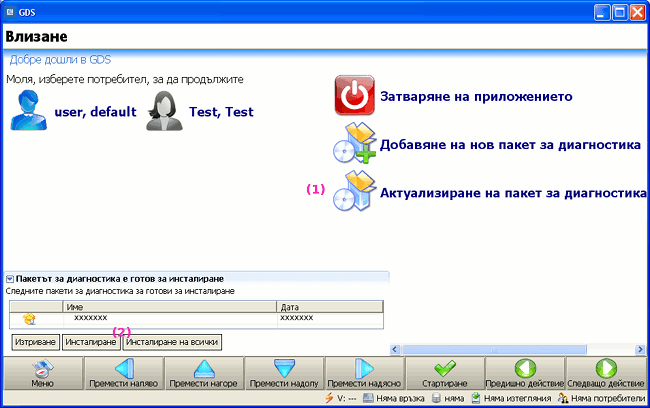 GDS
Влизане
Добре дошли в GDS
Моля, изберете потребител, за да продължите
user, default
Test, Test
Затваряне на приложението
Добавяне на нов пакет за диагностика
(1)
Актуализиране на пакет за диагностика
Пакетът за диагностика е готов за инсталиране
Следните пакети за диагностика за готови за инсталиране
Име Дата
xxxxxxx xxxxxxx
(2)
Изтриване Инсталиране Инсталиране на всички
Меню Премести наляво Премести нагоре Премести надолу Премести надясно Стартиране Предишно действие Следващо действие
V: --- Няма връзка няма Няма изтегляния Няма потребители